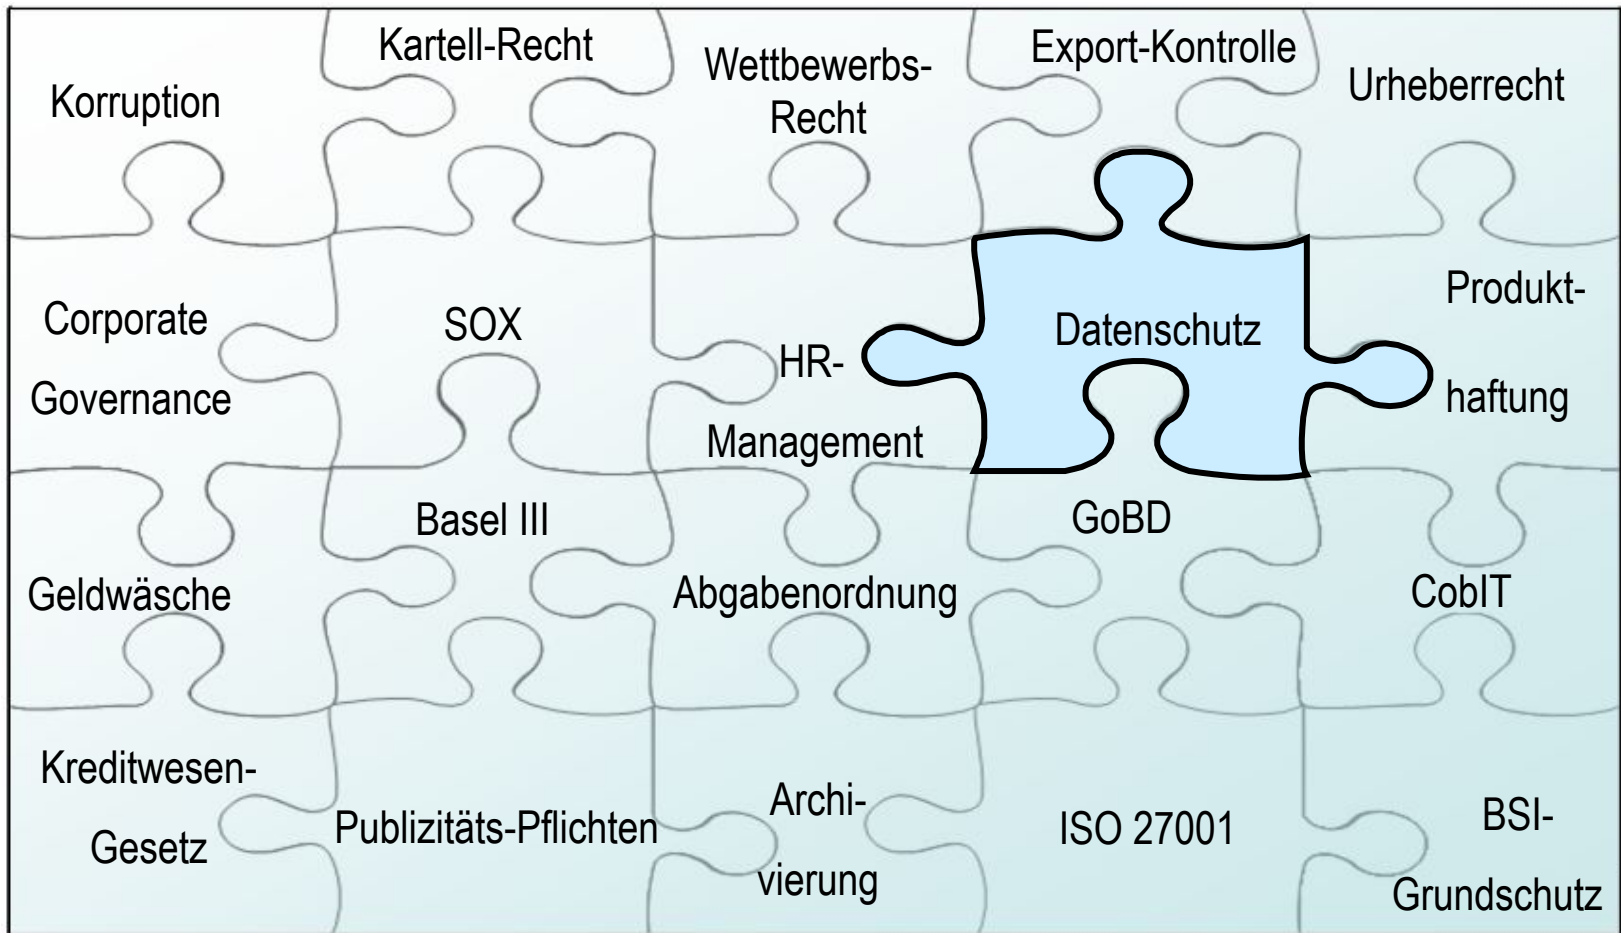 Korruption
Kartell-Recht
Wettbewerbs-
Recht
Export-Kontrolle
Urheberrecht
Corporate
Governance
SOX
HR-
Management
Datenschutz
Produkt-
haftung
Geldwäsche
Basel III
Abgabenordnung
GoBD
CobIT
Kreditwesen-
Gesetz
Publizitäts-Pflichten
Archi-
vierung
ISO 27001
BSI-
Grundschutz